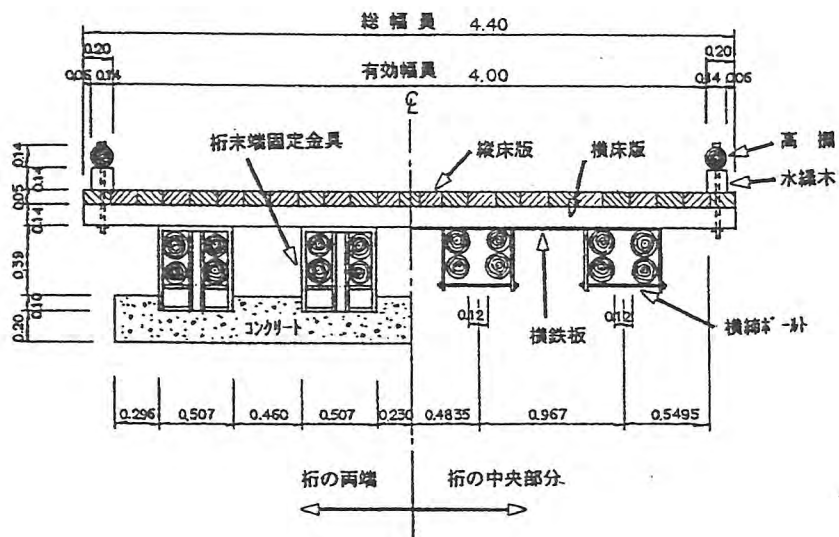 総幅員 4.40
0.20
0.20
0.06
0.14
有効幅員 4.00
0.14
0.06
℄
桁末端固定金具
縦床版
横床版
高欄
水縁木
0.14
0.14
0.05
0.14
0.39
0.10
0.20
コンクリート
0.12
横鉄板
0.12
横締ボールト
0.296
0.507
0.460
0.507
0.230
0.4835
0.967
0.5495
桁の両端
桁の中央部分